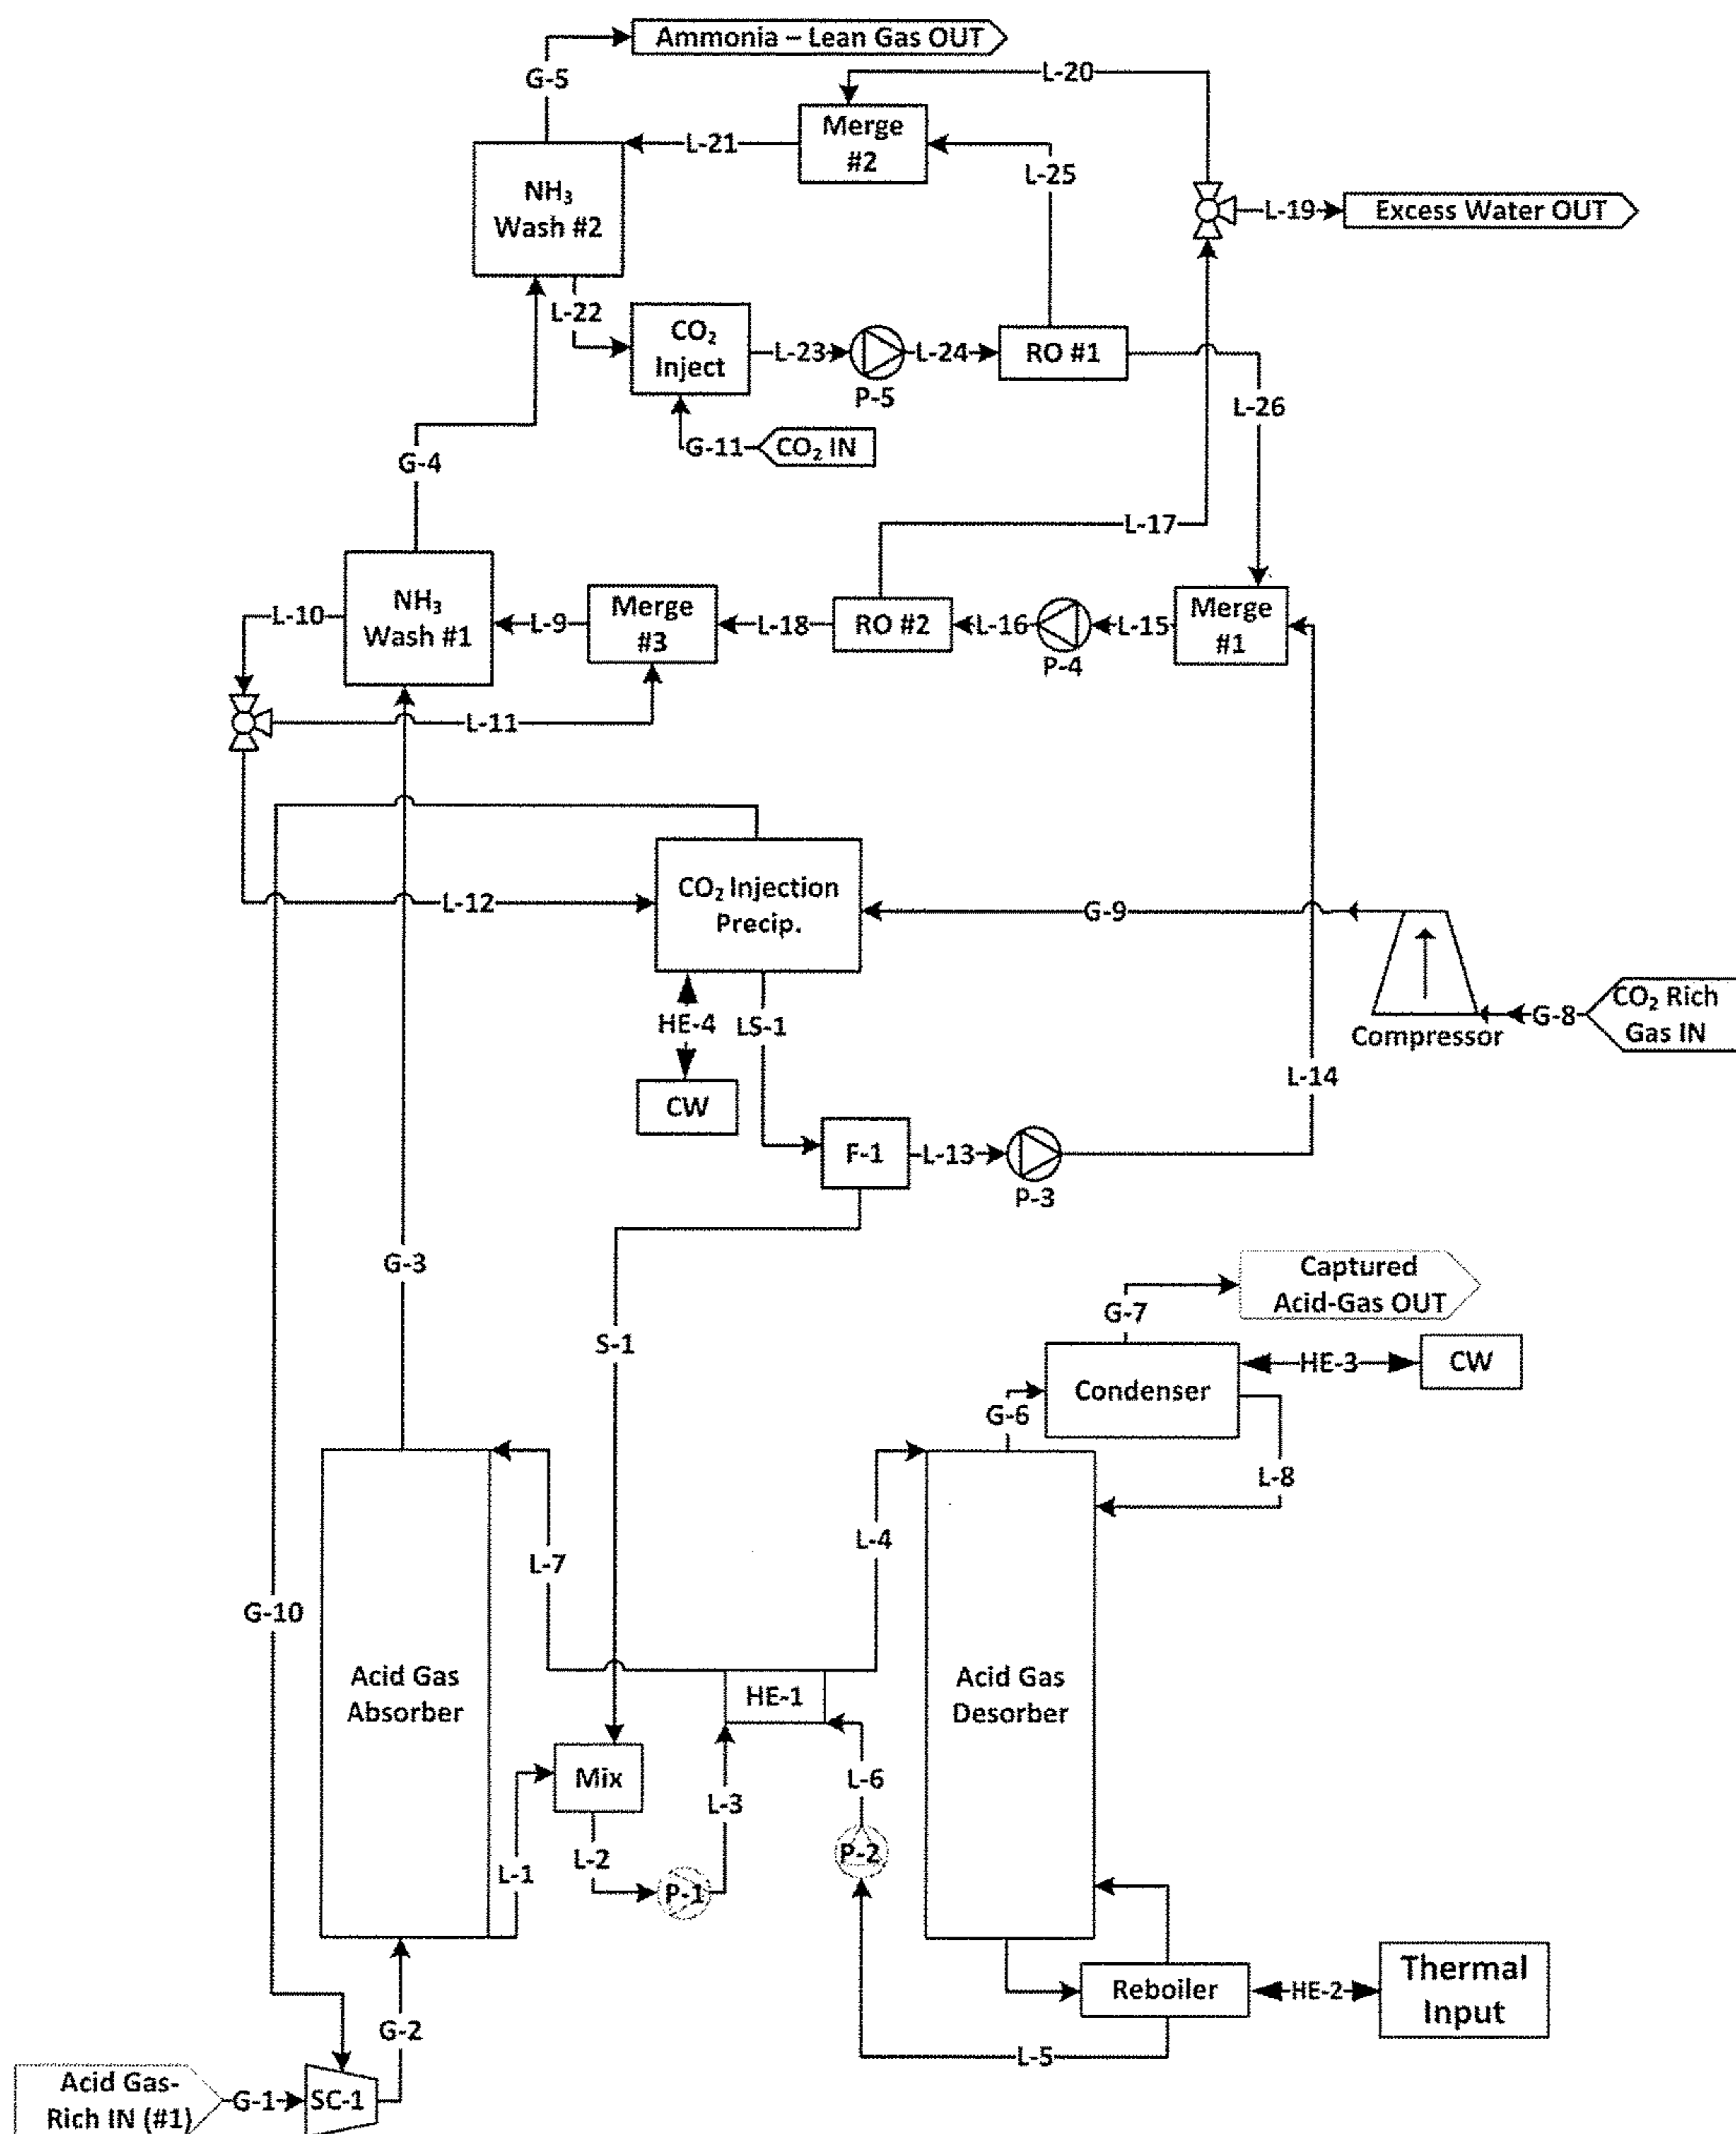 Ammonia – Lean Gas OUT
G-5
L-20
Merge
#2
L-21
L-25
NH₃
Wash #2
L-19
Excess Water OUT
L-22
CO₂
Inject
L-23
L-24
RO #1
P-5
L-26
G-11
CO₂ IN
G-4
L-17
L-10
NH₃
Wash #1
L-9
Merge
#3
L-18
RO #2
L-16
L-15
Merge
#1
P-4
L-11
CO₂ Injection
Precip.
L-12
G-9
HE-4
LS-1
CO₂ Rich
Gas IN
G-8
Compressor
L-14
CW
F-1
L-13
P-3
G-3
Captured
Acid-Gas OUT
G-7
S-1
HE-3
CW
Condenser
G-6
L-8
L-4
L-7
G-10
Acid Gas
Absorber
HE-1
Acid Gas
Desorber
Mix
L-6
L-3
L-2
P-2
L-1
P-1
Thermal
Input
Reboiler
HE-2
G-2
L-5
Acid Gas-
Rich IN (#1)
G-1
SC-1